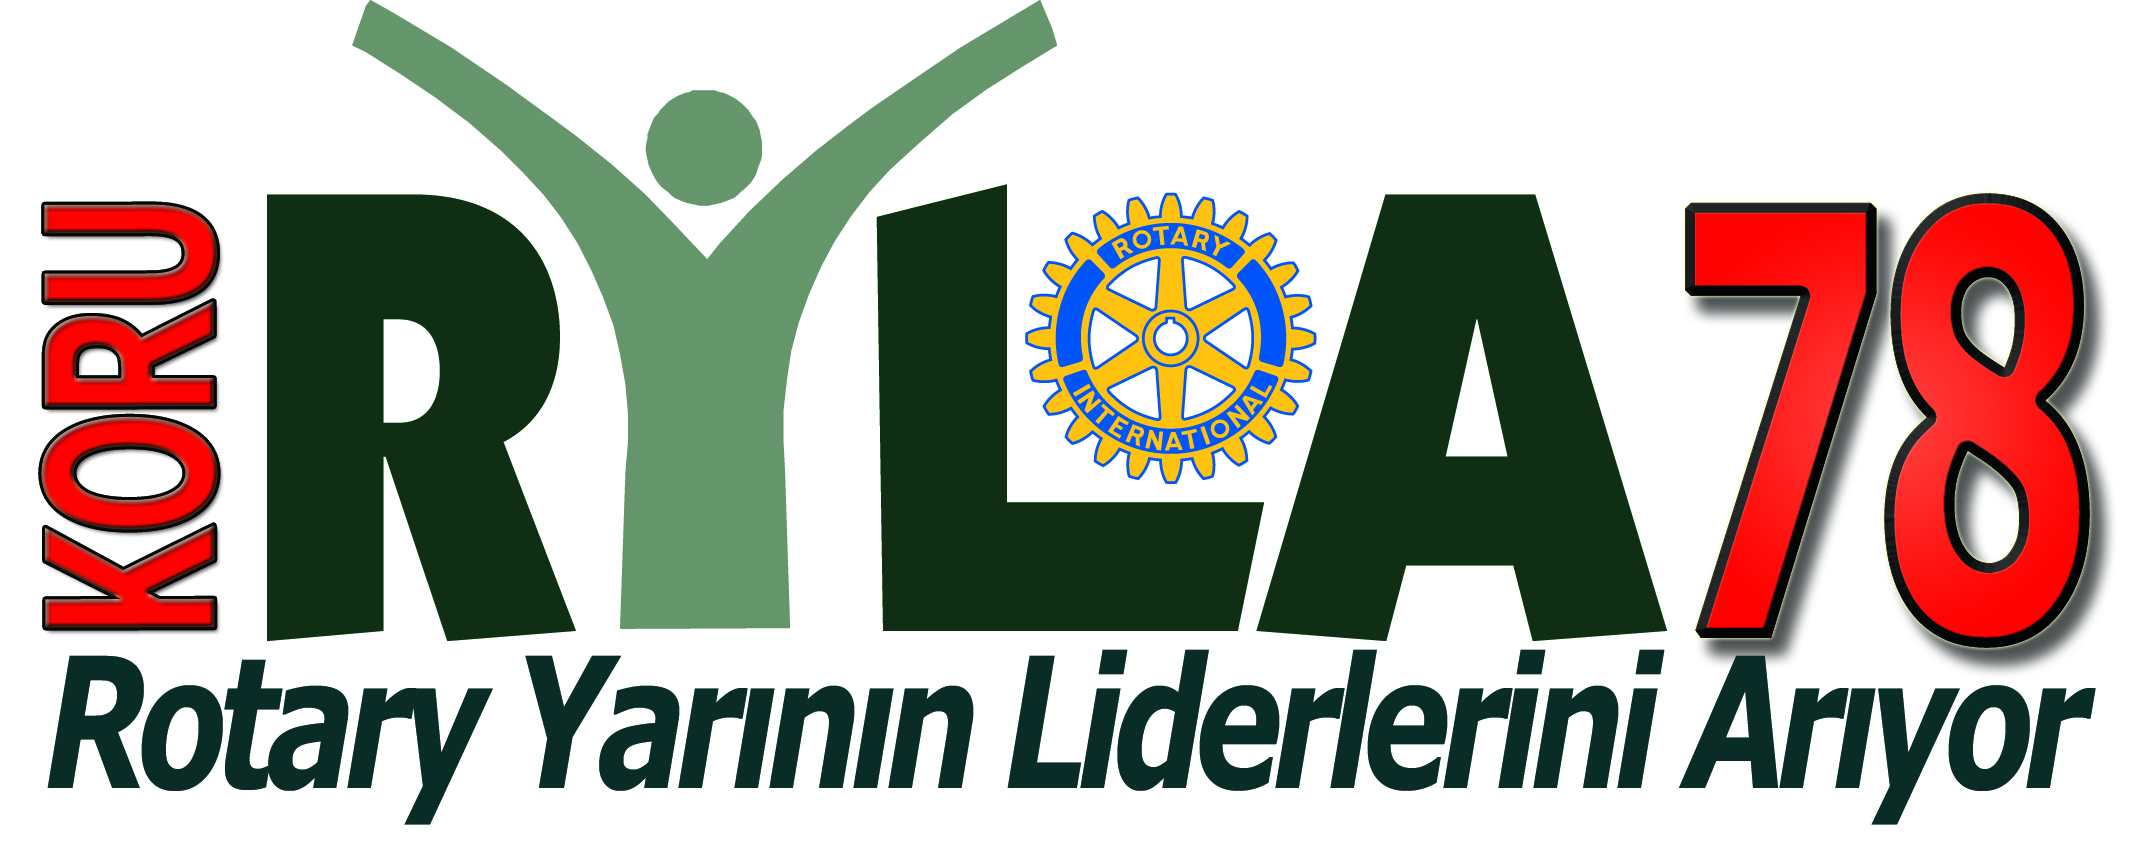 KORU
RYLA 78
ROTARY
INTERNATIONAL
Rotary Yarının Liderlerini Arıyor